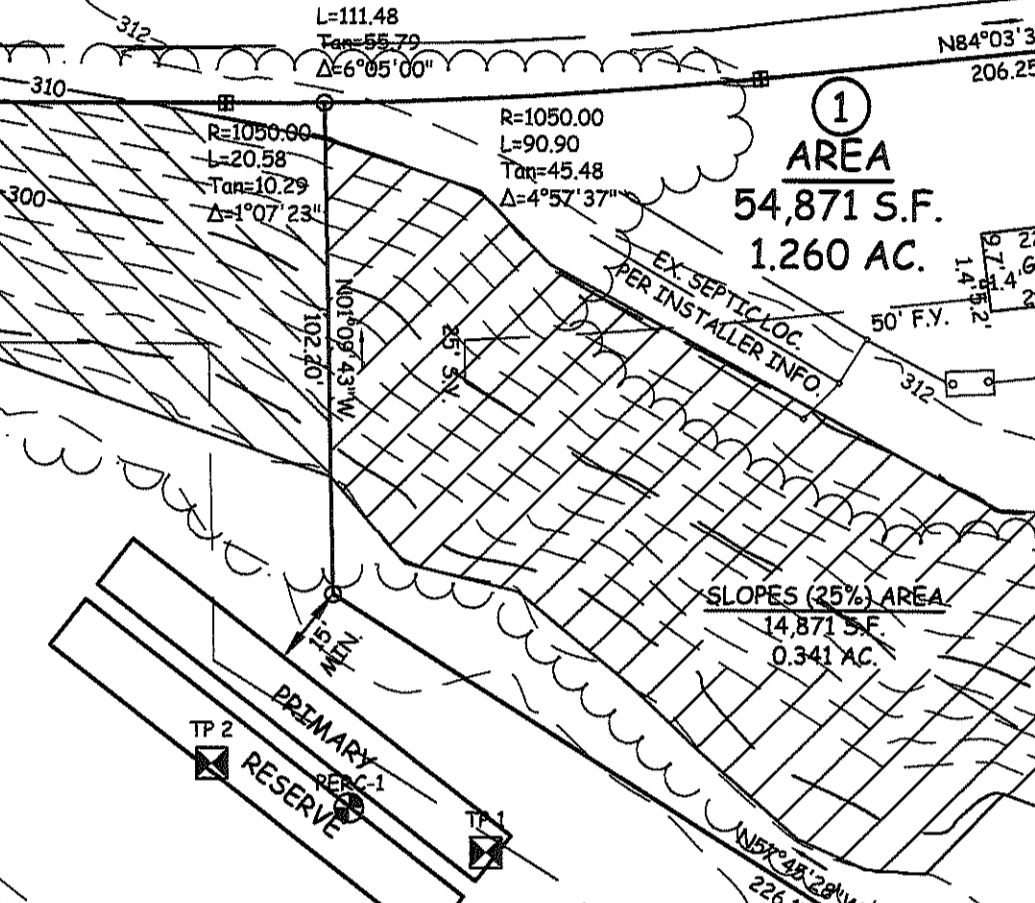 312
L=111.48
Tan=55.79
Δ=6°05'00"
N84°03'3
206.25
310
R=1050.00
L=20.58
Tan=10.29
Δ=1°07'23"
R=1050.00
L=90.90
Tan=45.48
Δ=4°57'37"
1
AREA
54,871 S.F.
1.260 AC.
300
EX. SEPTIC LOC.
PER INSTALLER INFO.
50' F.Y.
312
N01°09'43"W
102.20'
25' S.Y.
SLOPES (25%) AREA
14,871 S.F.
0.341 AC.
15'
MIN.
PRIMARY
RESERVE
TP 2
PERC-1
TP 1
226.